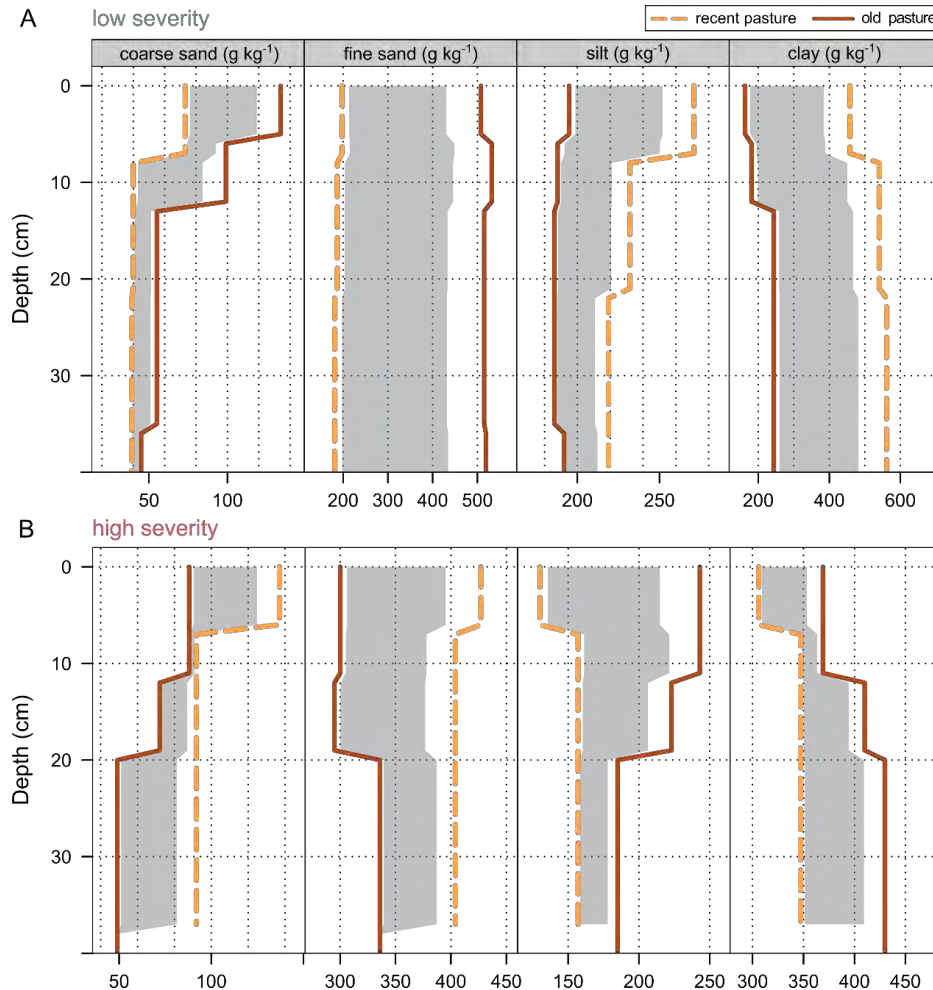 A
low severity
recent pasture old pasture
coarse sand (g kg⁻¹) fine sand (g kg⁻¹) silt (g kg⁻¹) clay (g kg⁻¹)
0
10
20
30
Depth (cm)
50 100 200 300 400 500 200 250 200 400 600
B
high severity
0
10
20
30
Depth (cm)
50 100 300 350 400 450 150 200 250 300 350 400 450